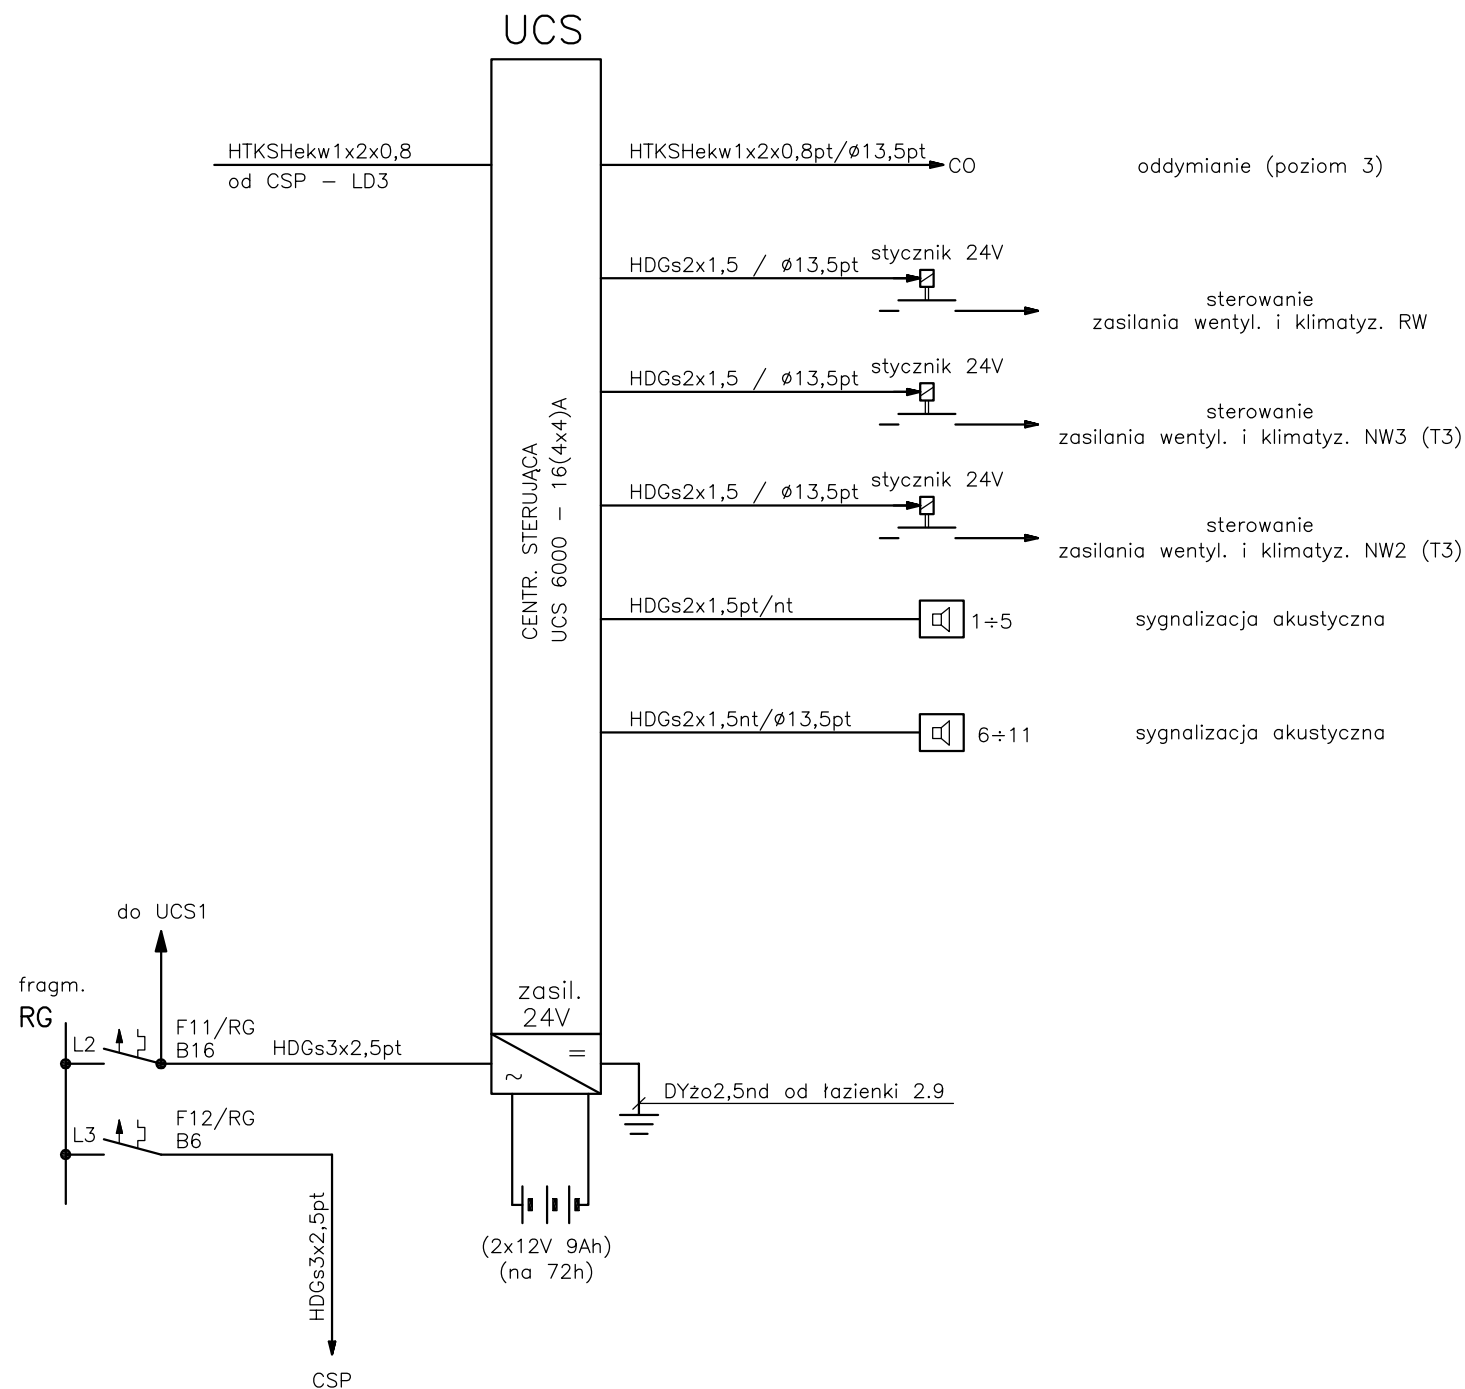 UCS
HTKSHekw1x2x0,8
od CSP – LD3
HTKSHekw1x2x0,8pt/ø13,5pt
CO
oddymianie (poziom 3)
HDGs2x1,5 / ø13,5pt
stycznik 24V
sterowanie
zasilania wentyl. i klimatyz. RW
HDGs2x1,5 / ø13,5pt
stycznik 24V
sterowanie
zasilania wentyl. i klimatyz. NW3 (T3)
HDGs2x1,5 / ø13,5pt
stycznik 24V
sterowanie
zasilania wentyl. i klimatyz. NW2 (T3)
CENTR. STERUJĄCA
UCS 6000 – 16(4x4)A
HDGs2x1,5pt/nt
1÷5
sygnalizacja akustyczna
HDGs2x1,5nt/ø13,5pt
6÷11
sygnalizacja akustyczna
do UCS1
fragm.
RG
zasil.
24V
L2
F11/RG
B16
HDGs3x2,5pt
~
=
DYżo2,5nd od łazienki 2.9
L3
F12/RG
B6
HDGs3x2,5pt
(2x12V 9Ah)
(na 72h)
CSP